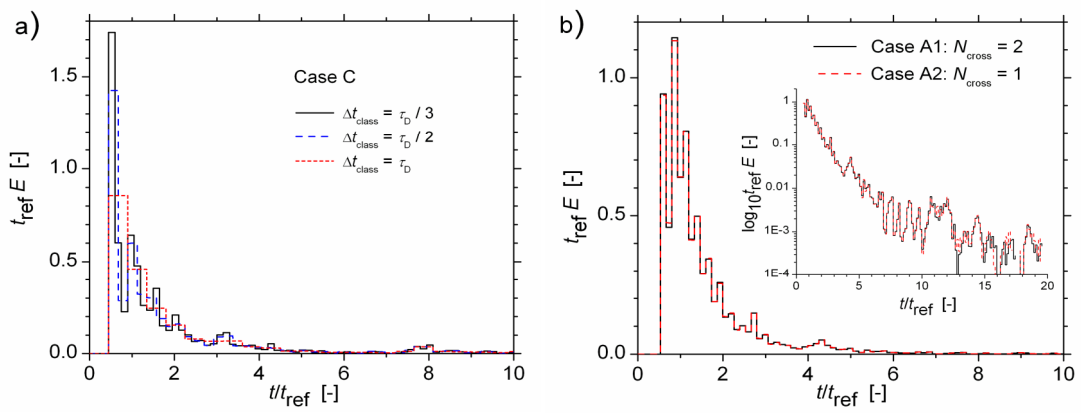 a)
Case C
Δt_class = τ_D / 3
Δt_class = τ_D / 2
Δt_class = τ_D
t_ref E [-]
1.5
1.0
0.5
0.0
0 2 4 6 8 10
t/t_ref [-]
b)
Case A1: N_cross = 2
Case A2: N_cross = 1
t_ref E [-]
1.0
0.5
0.0
0 2 4 6 8 10
t/t_ref [-]
log10 t_ref E [-]
1
0.1
0.01
1E-3
1E-4
0 5 10 15 20
t/t_ref [-]